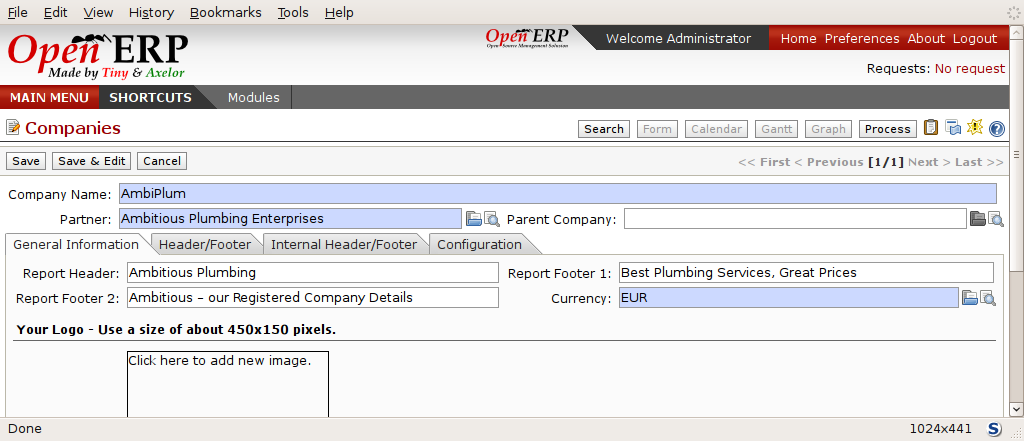 File Edit View History Bookmarks Tools Help
Open ERP
Made by Tiny & Axelor
Open ERP
Open Source Management Solution
Welcome Administrator
Home Preferences About Logout
Requests: No request
MAIN MENU SHORTCUTS Modules
Companies
Search Form Calendar Gantt Graph Process
Save Save & Edit Cancel
<< First < Previous [1/1] Next > Last >>
Company Name: AmbiPlum
Partner: Ambitious Plumbing Enterprises Parent Company:
General Information Header/Footer Internal Header/Footer Configuration
Report Header: Ambitious Plumbing Report Footer 1: Best Plumbing Services, Great Prices
Report Footer 2: Ambitious – our Registered Company Details Currency: EUR
Your Logo - Use a size of about 450x150 pixels.
Click here to add new image.
Done 1024x441 S